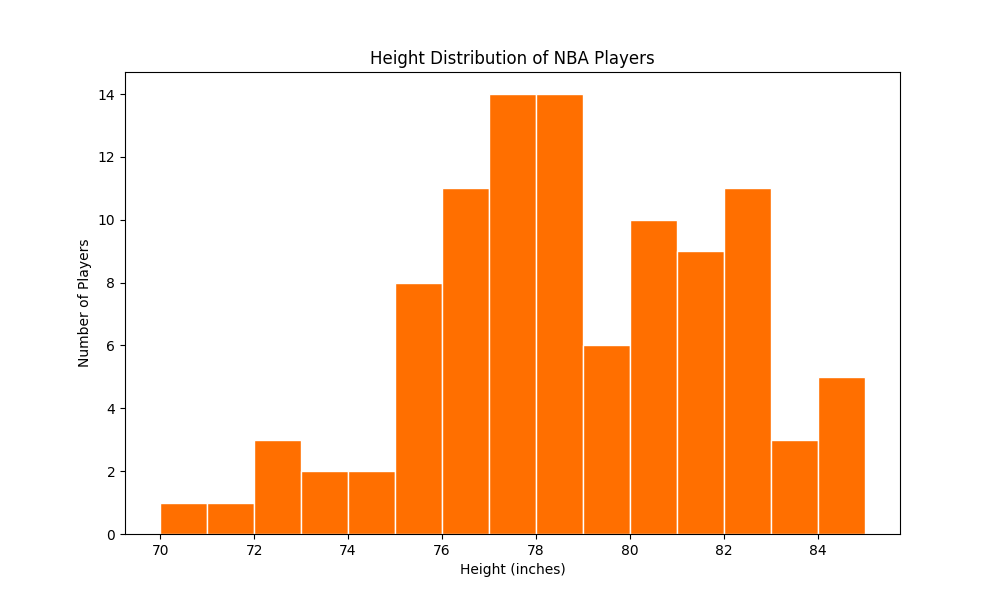 Height Distribution of NBA Players
14
12
10
8
6
4
2
0
Number of Players
70 72 74 76 78 80 82 84
Height (inches)